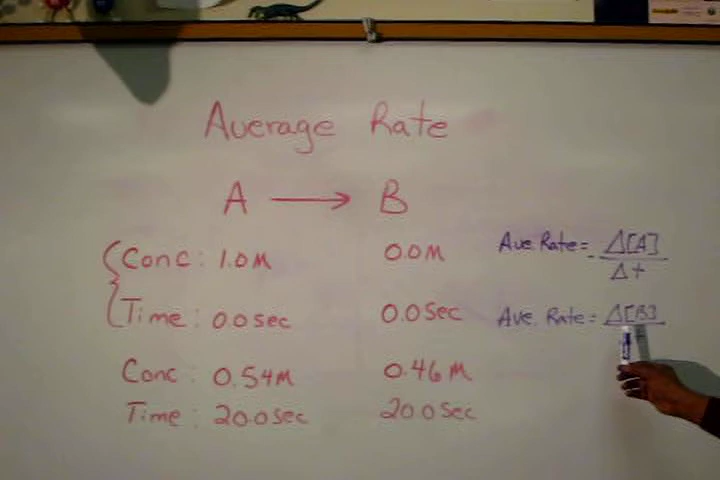 Average Rate
A → B
Conc: 1.0M 0.0M
Time: 0.0sec 0.0sec
Conc: 0.54M 0.46M
Time: 20.0sec 20.0sec
Ave. Rate = - Δ[A] / Δt
Ave. Rate = Δ[B]